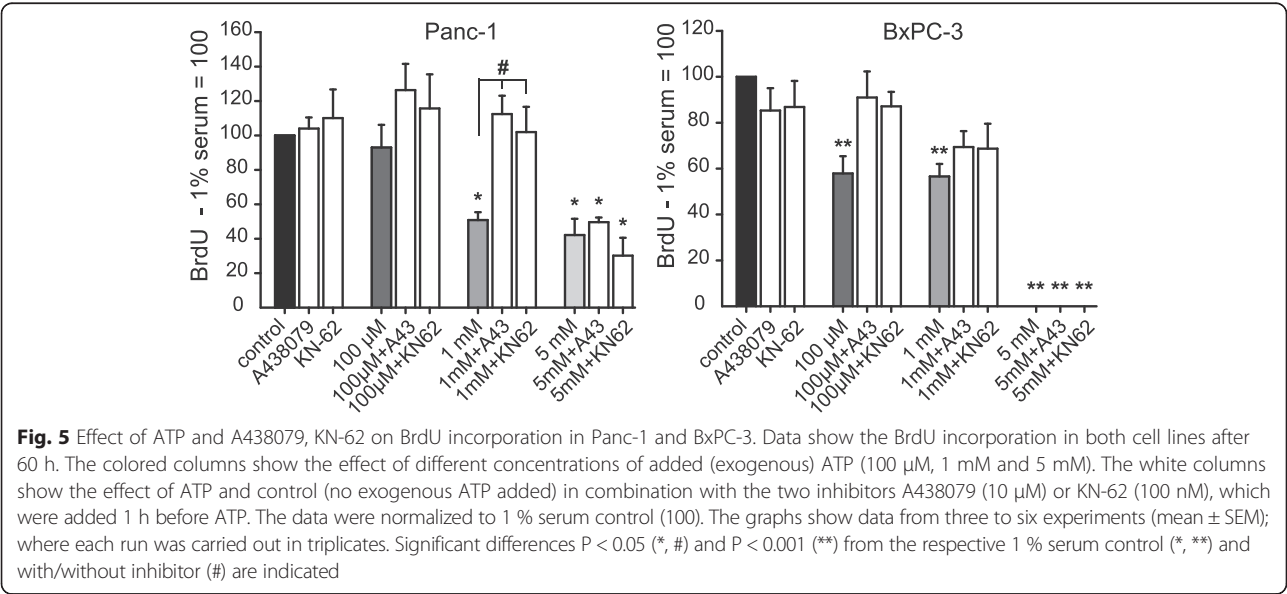 Panc-1
BrdU - 1% serum = 100
160
140
120
100
80
60
40
20
0
#
*
* * *
control
A438079
KN-62
100 µM
100µM+A43
100µM+KN62
1 mM
1mM+A43
1mM+KN62
5 mM
5mM+A43
5mM+KN62
BxPC-3
BrdU - 1% serum = 100
120
100
80
60
40
20
0
**
**
** ** **
control
A438079
KN-62
100 µM
100µM+A43
100µM+KN62
1 mM
1mM+A43
1mM+KN62
5 mM
5mM+A43
5mM+KN62
Fig. 5 Effect of ATP and A438079, KN-62 on BrdU incorporation in Panc-1 and BxPC-3. Data show the BrdU incorporation in both cell lines after
60 h. The colored columns show the effect of different concentrations of added (exogenous) ATP (100 µM, 1 mM and 5 mM). The white columns
show the effect of ATP and control (no exogenous ATP added) in combination with the two inhibitors A438079 (10 µM) or KN-62 (100 nM), which
were added 1 h before ATP. The data were normalized to 1 % serum control (100). The graphs show data from three to six experiments (mean ± SEM);
where each run was carried out in triplicates. Significant differences P < 0.05 (*, #) and P < 0.001 (**) from the respective 1 % serum control (*, **) and
with/without inhibitor (#) are indicated